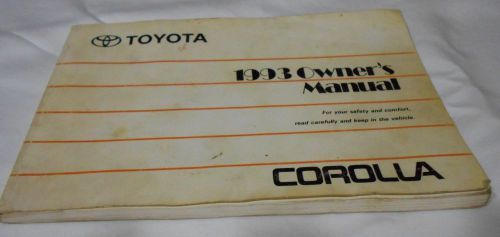 TOYOTA
1993 Owner's
Manual
For your safety and comfort,
read carefully and keep in the vehicle.
COROLLA